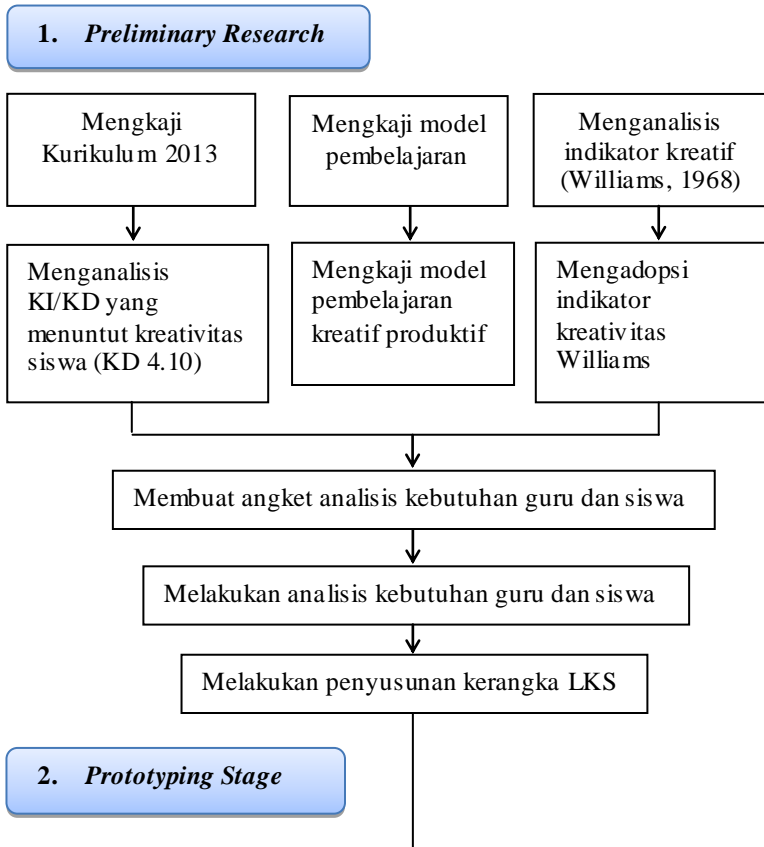 1. Preliminary Research
Mengkaji
Kurikulum 2013
Mengkaji model
pembelajaran
Menganalisis
indikator kreatif
(Williams, 1968)
Menganalisis
KI/KD yang
menuntut kreativitas
siswa (KD 4.10)
Mengkaji model
pembelajaran
kreatif produktif
Mengadopsi
indikator
kreativitas
Williams
Membuat angket analisis kebutuhan guru dan siswa
Melakukan analisis kebutuhan guru dan siswa
Melakukan penyusunan kerangka LKS
2. Prototyping Stage